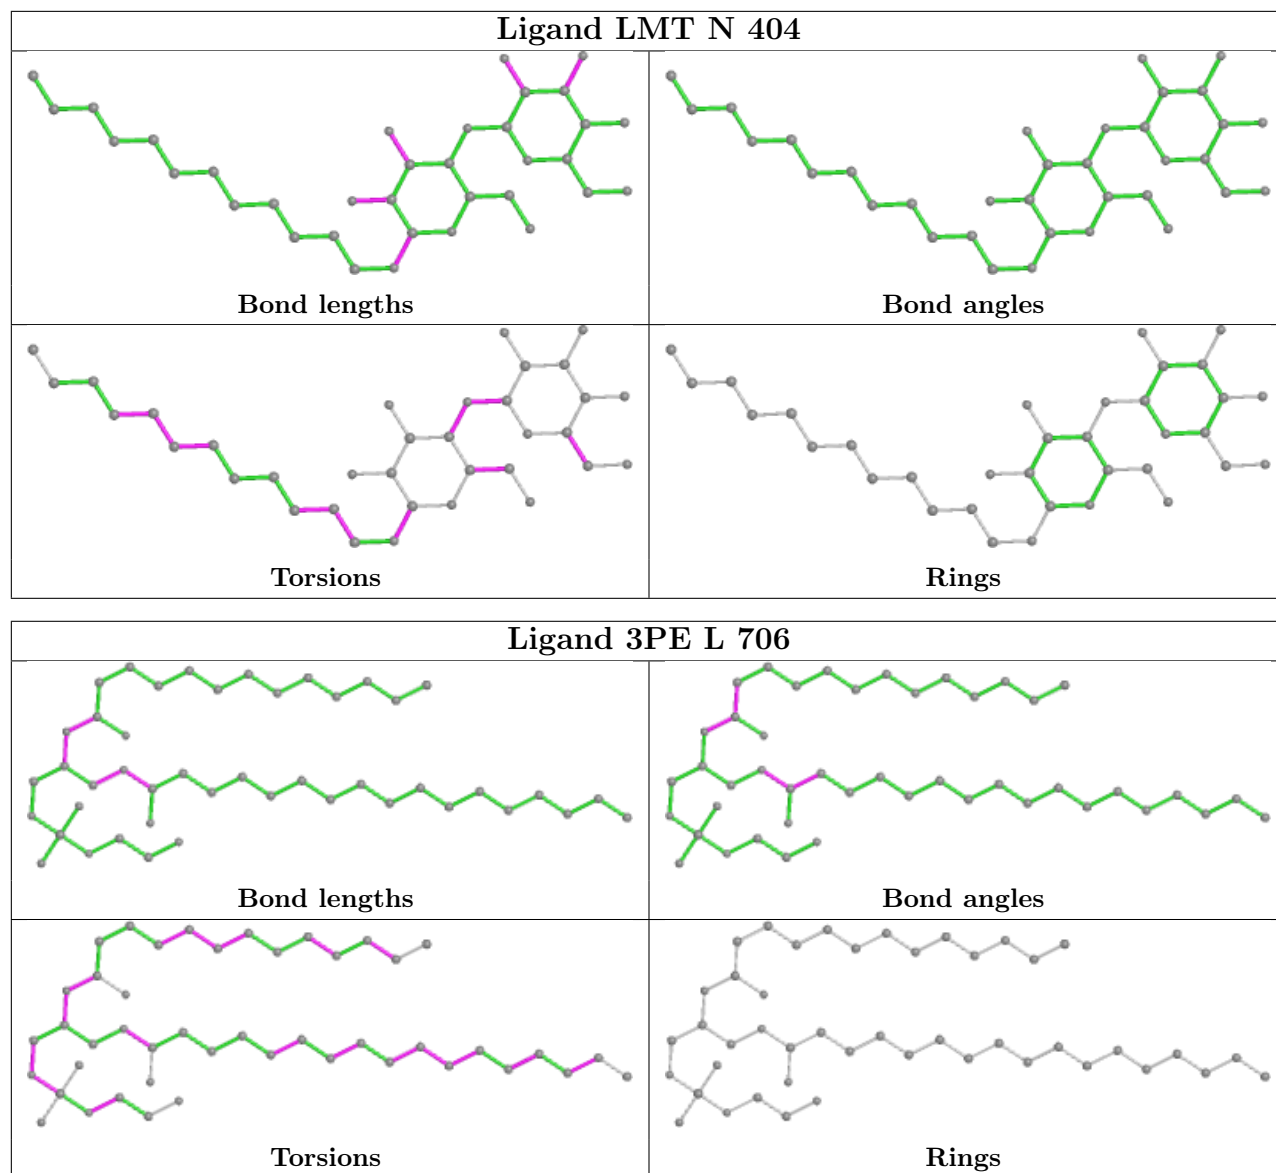 Ligand LMT N 404
Bond lengths
Bond angles
Torsions
Rings
Ligand 3PE L 706
Bond lengths
Bond angles
Torsions
Rings